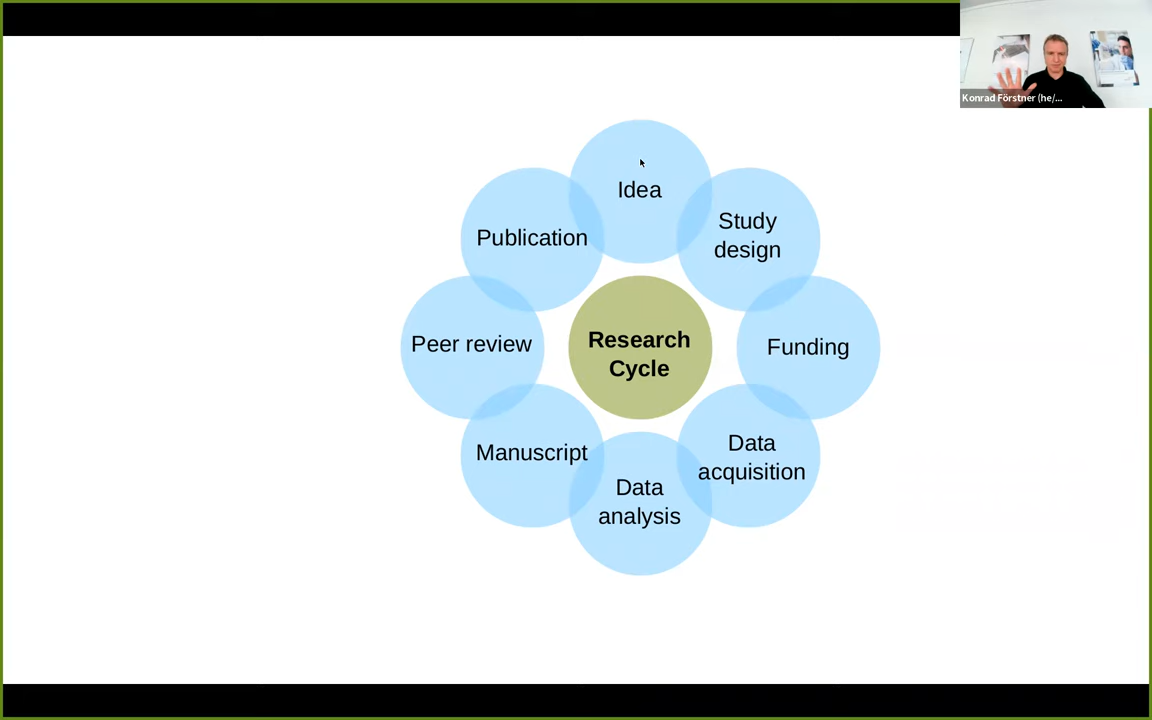 Konrad Förstner (he/...
Idea
Study
design
Publication
Peer review
Research
Cycle
Funding
Manuscript
Data
acquisition
Data
analysis